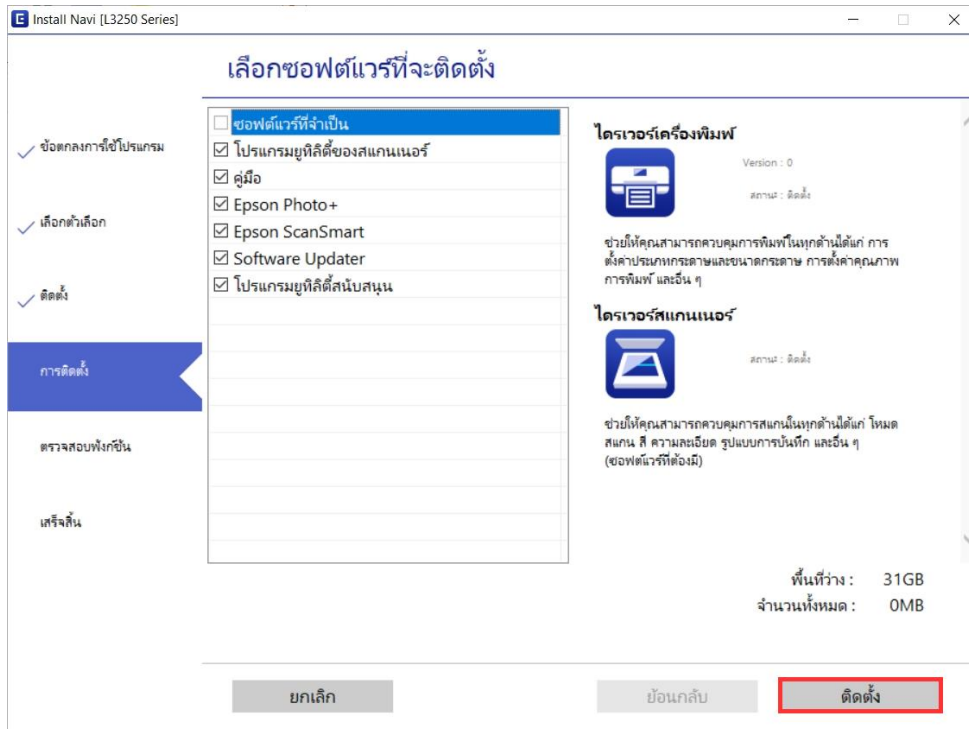 Install Navi [L3250 Series]
เลือกซอฟต์แวร์ที่จะติดตั้ง
ข้อตกลงการใช้โปรแกรม
เลือกตัวเลือก
ติดตั้ง
การติดตั้ง
ตรวจสอบฟังก์ชัน
เสร็จสิ้น
ซอฟต์แวร์ที่จำเป็น
โปรแกรมยูทิลิตี้ของสแกนเนอร์
คู่มือ
Epson Photo+
Epson ScanSmart
Software Updater
โปรแกรมยูทิลิตี้สนับสนุน
ไดรเวอร์เครื่องพิมพ์
Version : 0
สถานะ : ติดตั้ง
ช่วยให้คุณสามารถควบคุมการพิมพ์ในทุกด้านได้แก่ การ
ตั้งค่าประเภทกระดาษและขนาดกระดาษ การตั้งค่าคุณภาพ
การพิมพ์ และอื่น ๆ
ไดรเวอร์สแกนเนอร์
สถานะ : ติดตั้ง
ช่วยให้คุณสามารถควบคุมการสแกนในทุกด้านได้แก่ โหมด
สแกน สี ความละเอียด รูปแบบการบันทึก และอื่น ๆ
(ซอฟต์แวร์ที่ต้องมี)
พื้นที่ว่าง : 31GB
จำนวนทั้งหมด : 0MB
ยกเลิก
ย้อนกลับ
ติดตั้ง